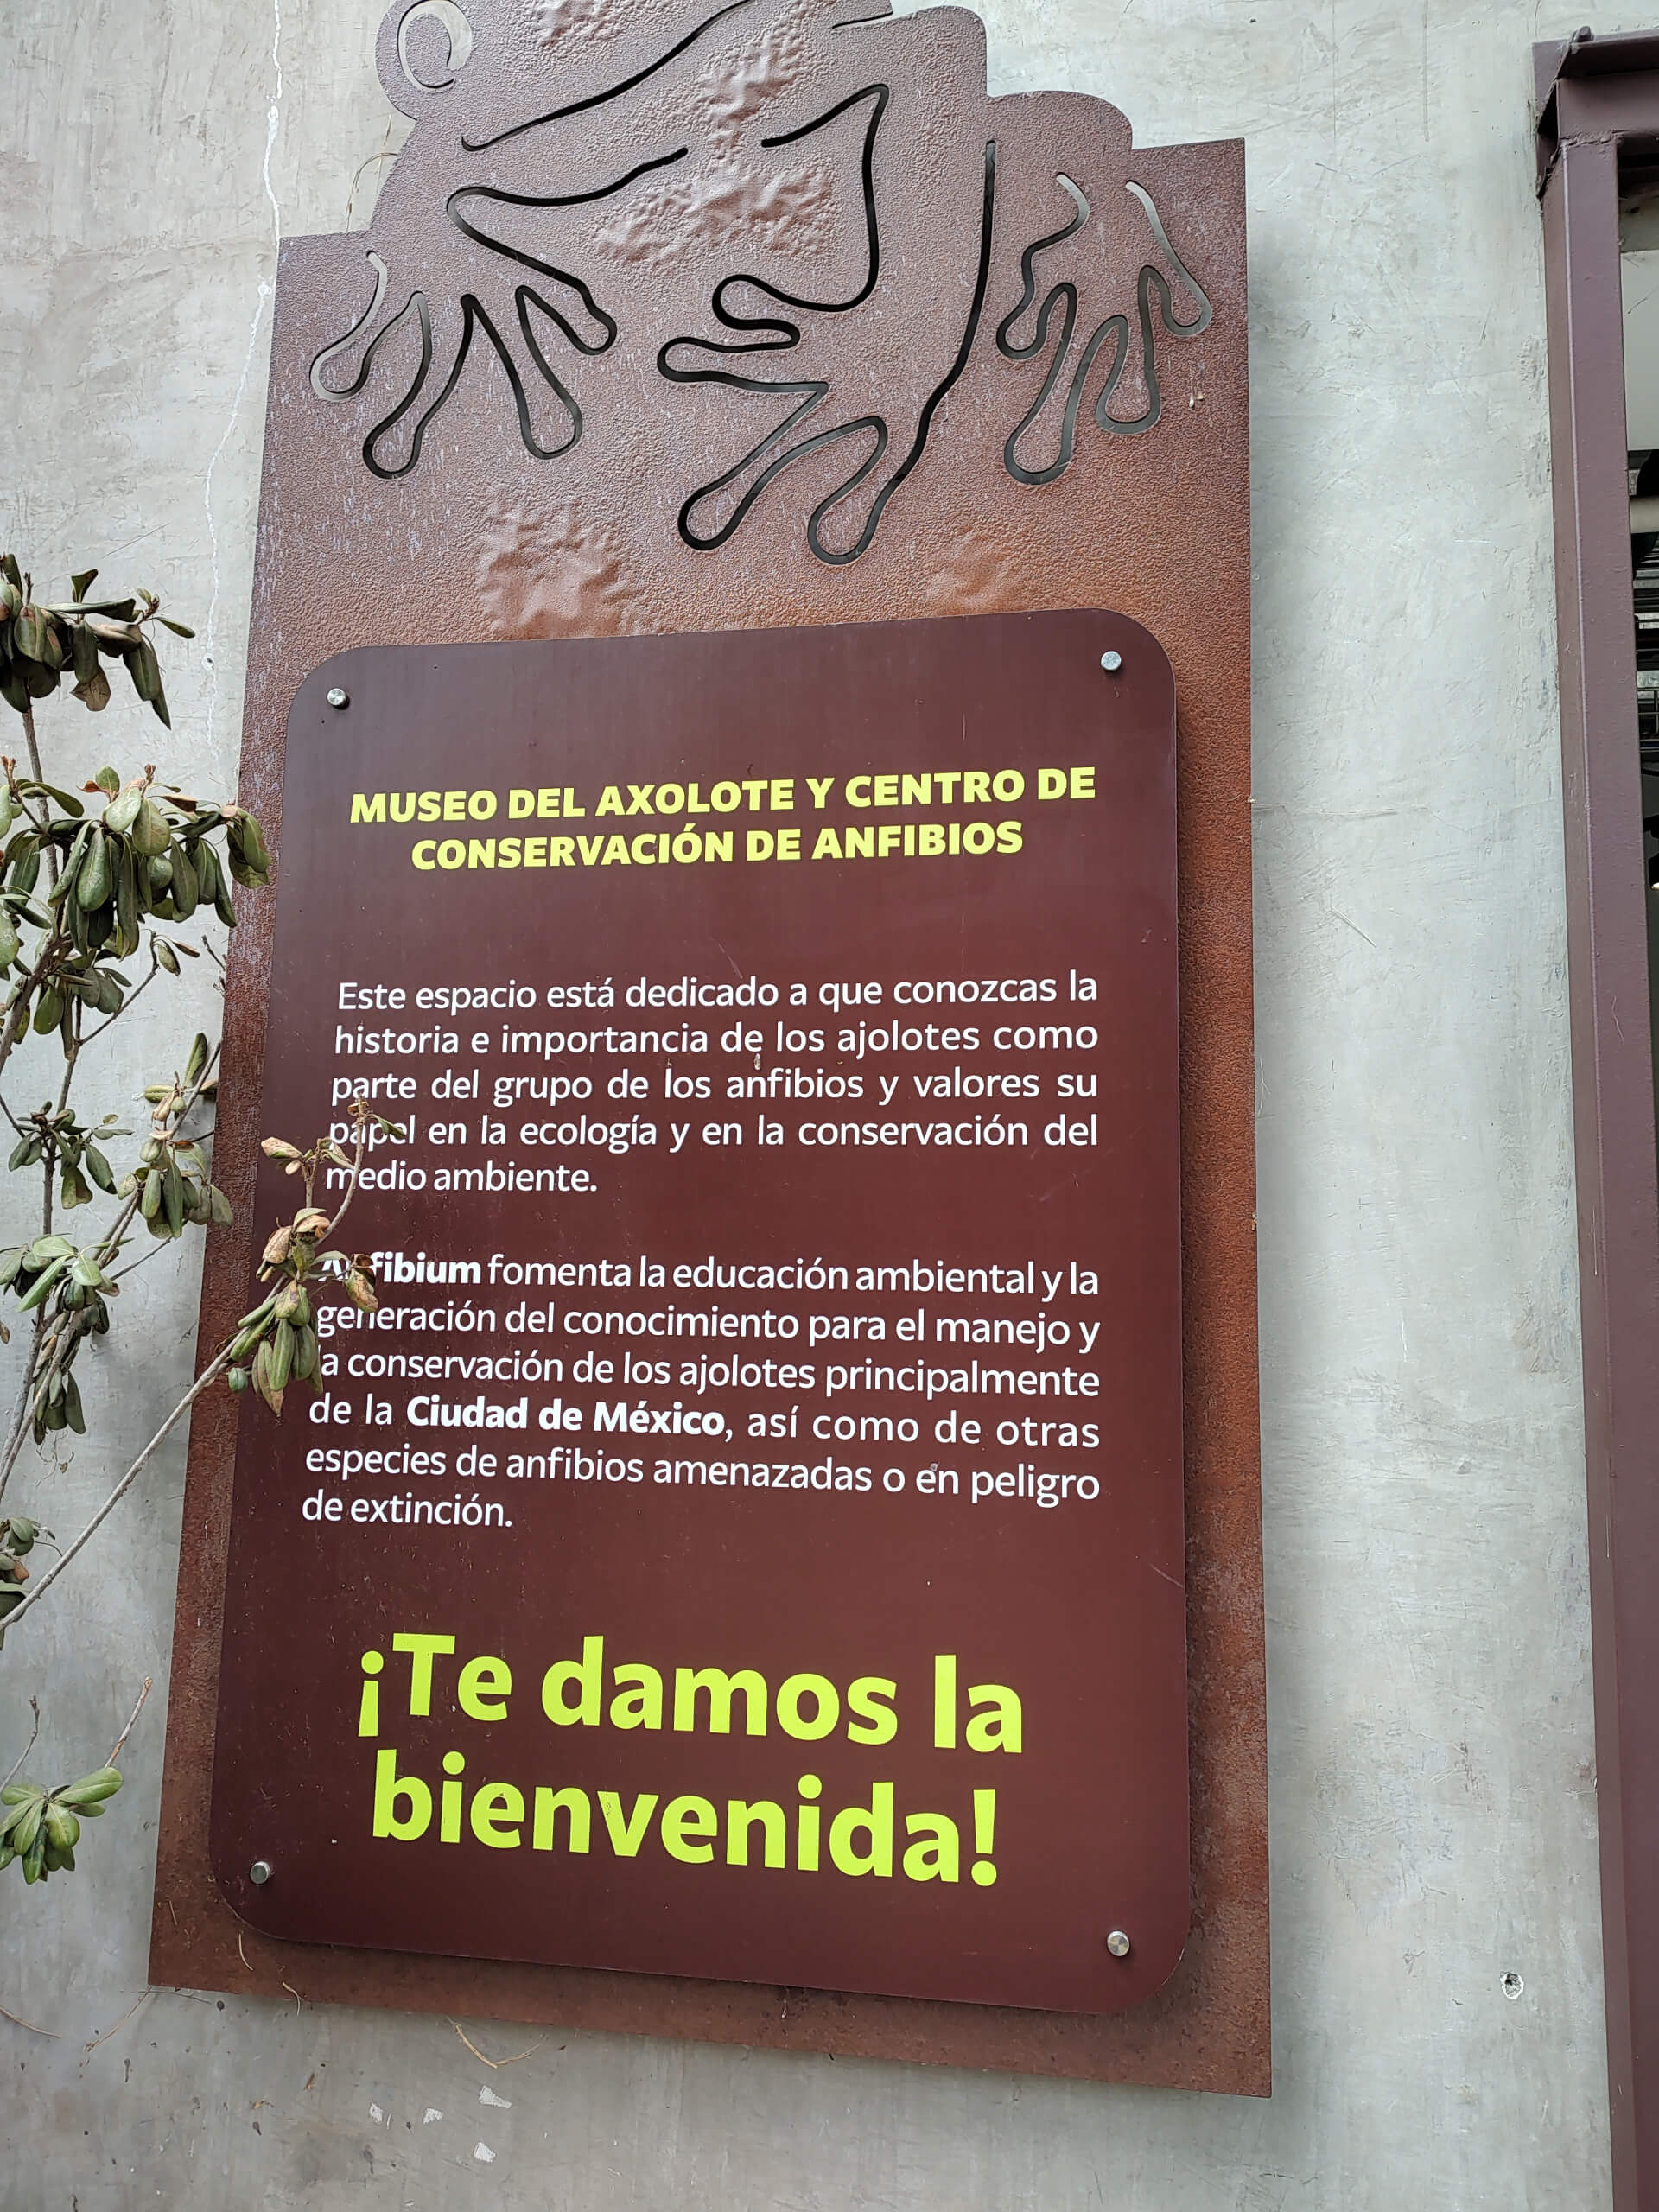 MUSEO DEL AXOLOTE Y CENTRO DE
CONSERVACIÓN DE ANFIBIOS
Este espacio está dedicado a que conozcas la
historia e importancia de los ajolotes como
parte del grupo de los anfibios y valores su
papel en la ecología y en la conservación del
medio ambiente.
Anfibium fomenta la educación ambiental y la
generación del conocimiento para el manejo y
la conservación de los ajolotes principalmente
de la Ciudad de México, así como de otras
especies de anfibios amenazadas o en peligro
de extinción.
¡Te damos la
bienvenida!